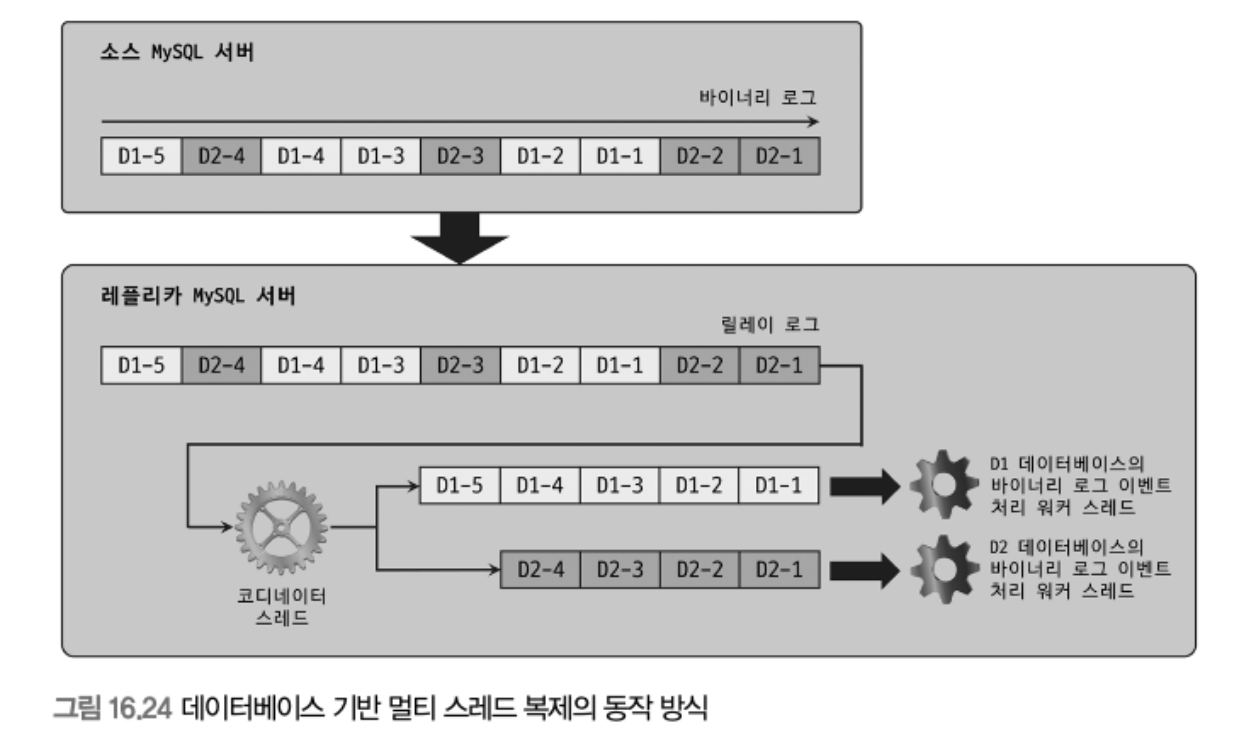 소스 MySQL 서버
바이너리 로그
D1-5 D2-4 D1-4 D1-3 D2-3 D1-2 D1-1 D2-2 D2-1
레플리카 MySQL 서버
릴레이 로그
D1-5 D2-4 D1-4 D1-3 D2-3 D1-2 D1-1 D2-2 D2-1
D1-5 D1-4 D1-3 D1-2 D1-1
D1 데이터베이스의
바이너리 로그 이벤트
처리 워커 스레드
D2-4 D2-3 D2-2 D2-1
D2 데이터베이스의
바이너리 로그 이벤트
처리 워커 스레드
코디네이터
스레드
그림 16.24 데이터베이스 기반 멀티 스레드 복제의 동작 방식